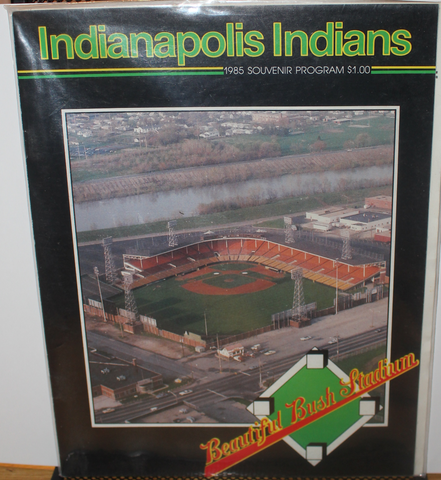 Indianapolis Indians
1985 SOUVENIR PROGRAM $1.00
Beautiful Bush Stadium